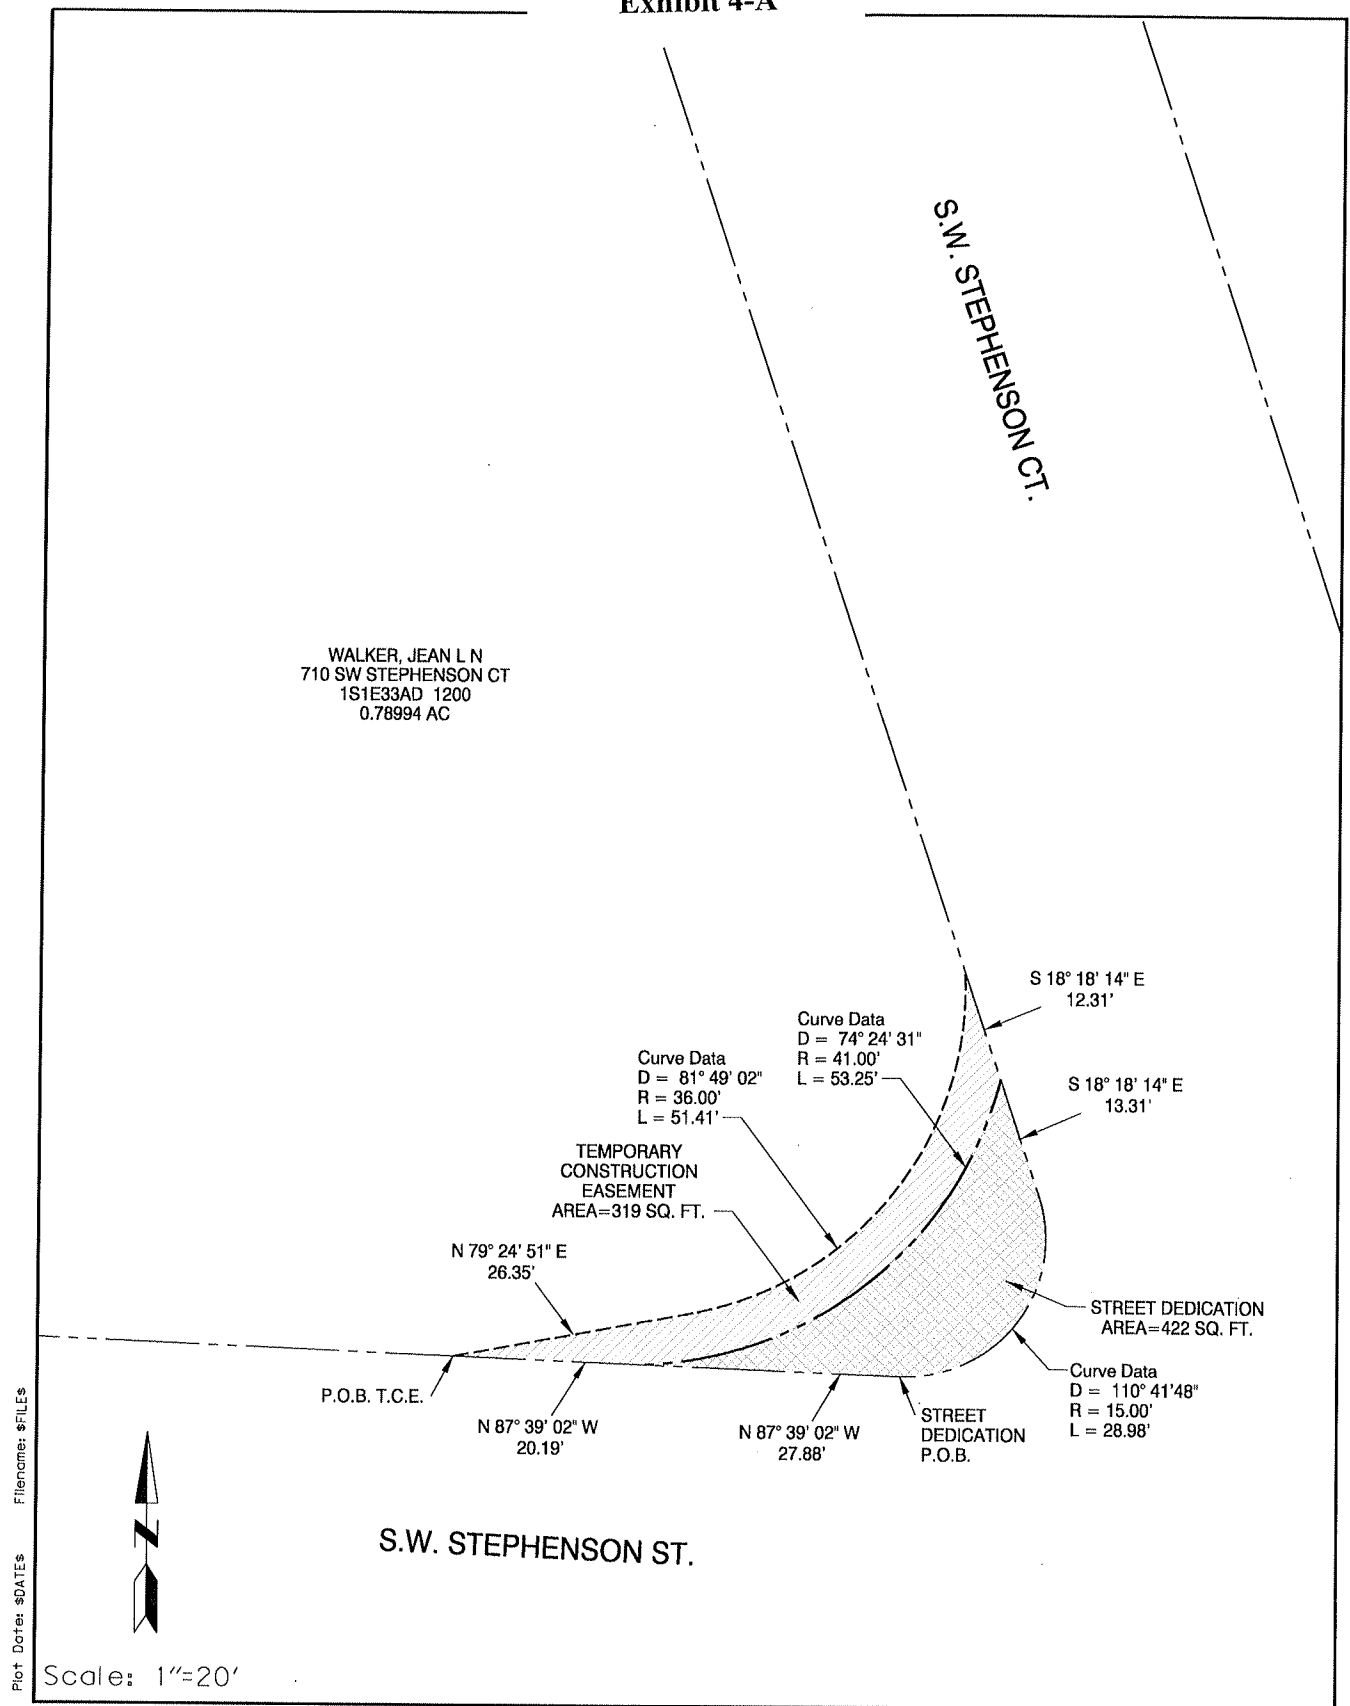 Exhibit 4-A
S.W. STEPHENSON CT.
WALKER, JEAN L N
710 SW STEPHENSON CT
1S1E33AD 1200
0.78994 AC
S 18° 18' 14" E
12.31'
Curve Data
D = 74° 24' 31"
R = 41.00'
L = 53.25'
Curve Data
D = 81° 49' 02"
R = 36.00'
L = 51.41'
S 18° 18' 14" E
13.31'
TEMPORARY
CONSTRUCTION
EASEMENT
AREA=319 SQ. FT.
N 79° 24' 51" E
26.35'
STREET DEDICATION
AREA=422 SQ. FT.
Curve Data
D = 110° 41'48"
R = 15.00'
L = 28.98'
P.O.B. T.C.E.
N 87° 39' 02" W
20.19'
N 87° 39' 02" W
27.88'
STREET
DEDICATION
P.O.B.
S.W. STEPHENSON ST.
N
Scale: 1"=20'
Plot Date: $DATE$ Filename: $FILE$